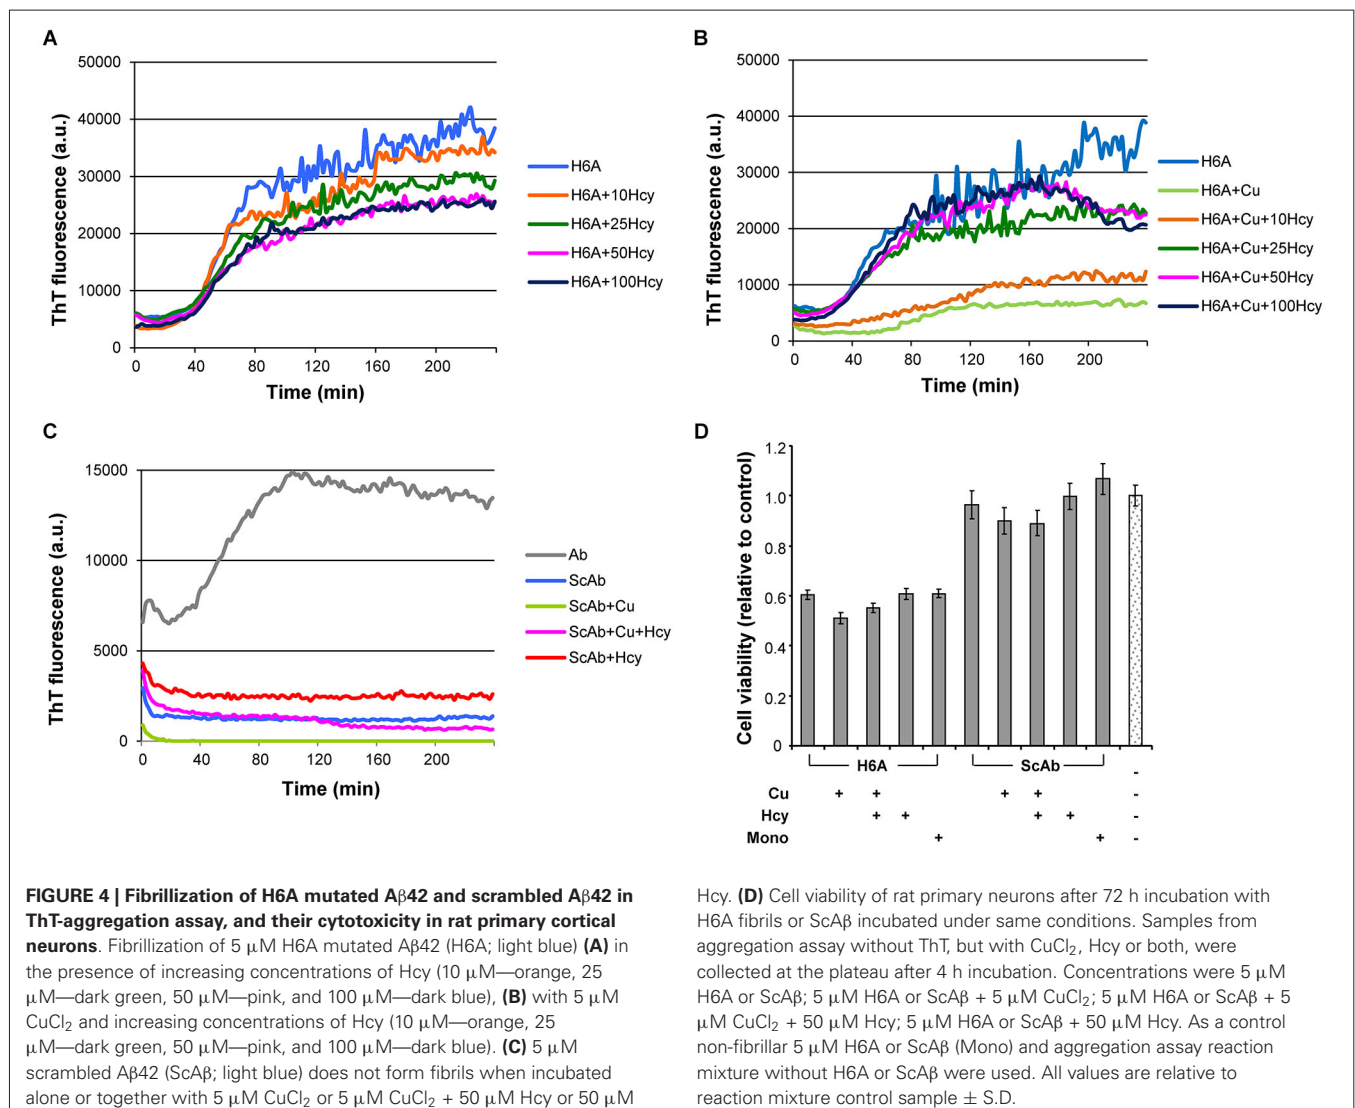 A
50000
40000
30000
20000
10000
0
ThT fluorescence (a.u.)
0 40 80 120 160 200
Time (min)
H6A
H6A+10Hcy
H6A+25Hcy
H6A+50Hcy
H6A+100Hcy
B
50000
40000
30000
20000
10000
0
ThT fluorescence (a.u.)
0 40 80 120 160 200
Time (min)
H6A
H6A+Cu
H6A+Cu+10Hcy
H6A+Cu+25Hcy
H6A+Cu+50Hcy
H6A+Cu+100Hcy
C
15000
10000
5000
0
ThT fluorescence (a.u.)
0 40 80 120 160 200
Time (min)
Ab
ScAb
ScAb+Cu
ScAb+Cu+Hcy
ScAb+Hcy
D
1.2
1.0
0.8
0.6
0.4
0.2
0
Cell viability (relative to control)
H6A ScAb -
Cu + + + + -
Hcy + + + + -
Mono + + -
FIGURE 4 | Fibrillization of H6A mutated Aβ42 and scrambled Aβ42 in
ThT-aggregation assay, and their cytotoxicity in rat primary cortical
neurons. Fibrillization of 5 μM H6A mutated Aβ42 (H6A; light blue) (A) in
the presence of increasing concentrations of Hcy (10 μM—orange, 25
μM—dark green, 50 μM—pink, and 100 μM—dark blue), (B) with 5 μM
CuCl₂ and increasing concentrations of Hcy (10 μM—orange, 25
μM—dark green, 50 μM—pink, and 100 μM—dark blue). (C) 5 μM
scrambled Aβ42 (ScAβ; light blue) does not form fibrils when incubated
alone or together with 5 μM CuCl₂ or 5 μM CuCl₂ + 50 μM Hcy or 50 μM
Hcy. (D) Cell viability of rat primary neurons after 72 h incubation with
H6A fibrils or ScAβ incubated under same conditions. Samples from
aggregation assay without ThT, but with CuCl₂, Hcy or both, were
collected at the plateau after 4 h incubation. Concentrations were 5 μM
H6A or ScAβ; 5 μM H6A or ScAβ + 5 μM CuCl₂; 5 μM H6A or ScAβ + 5
μM CuCl₂ + 50 μM Hcy; 5 μM H6A or ScAβ + 50 μM Hcy. As a control
non-fibrillar 5 μM H6A or ScAβ (Mono) and aggregation assay reaction
mixture without H6A or ScAβ were used. All values are relative to
reaction mixture control sample ± S.D.